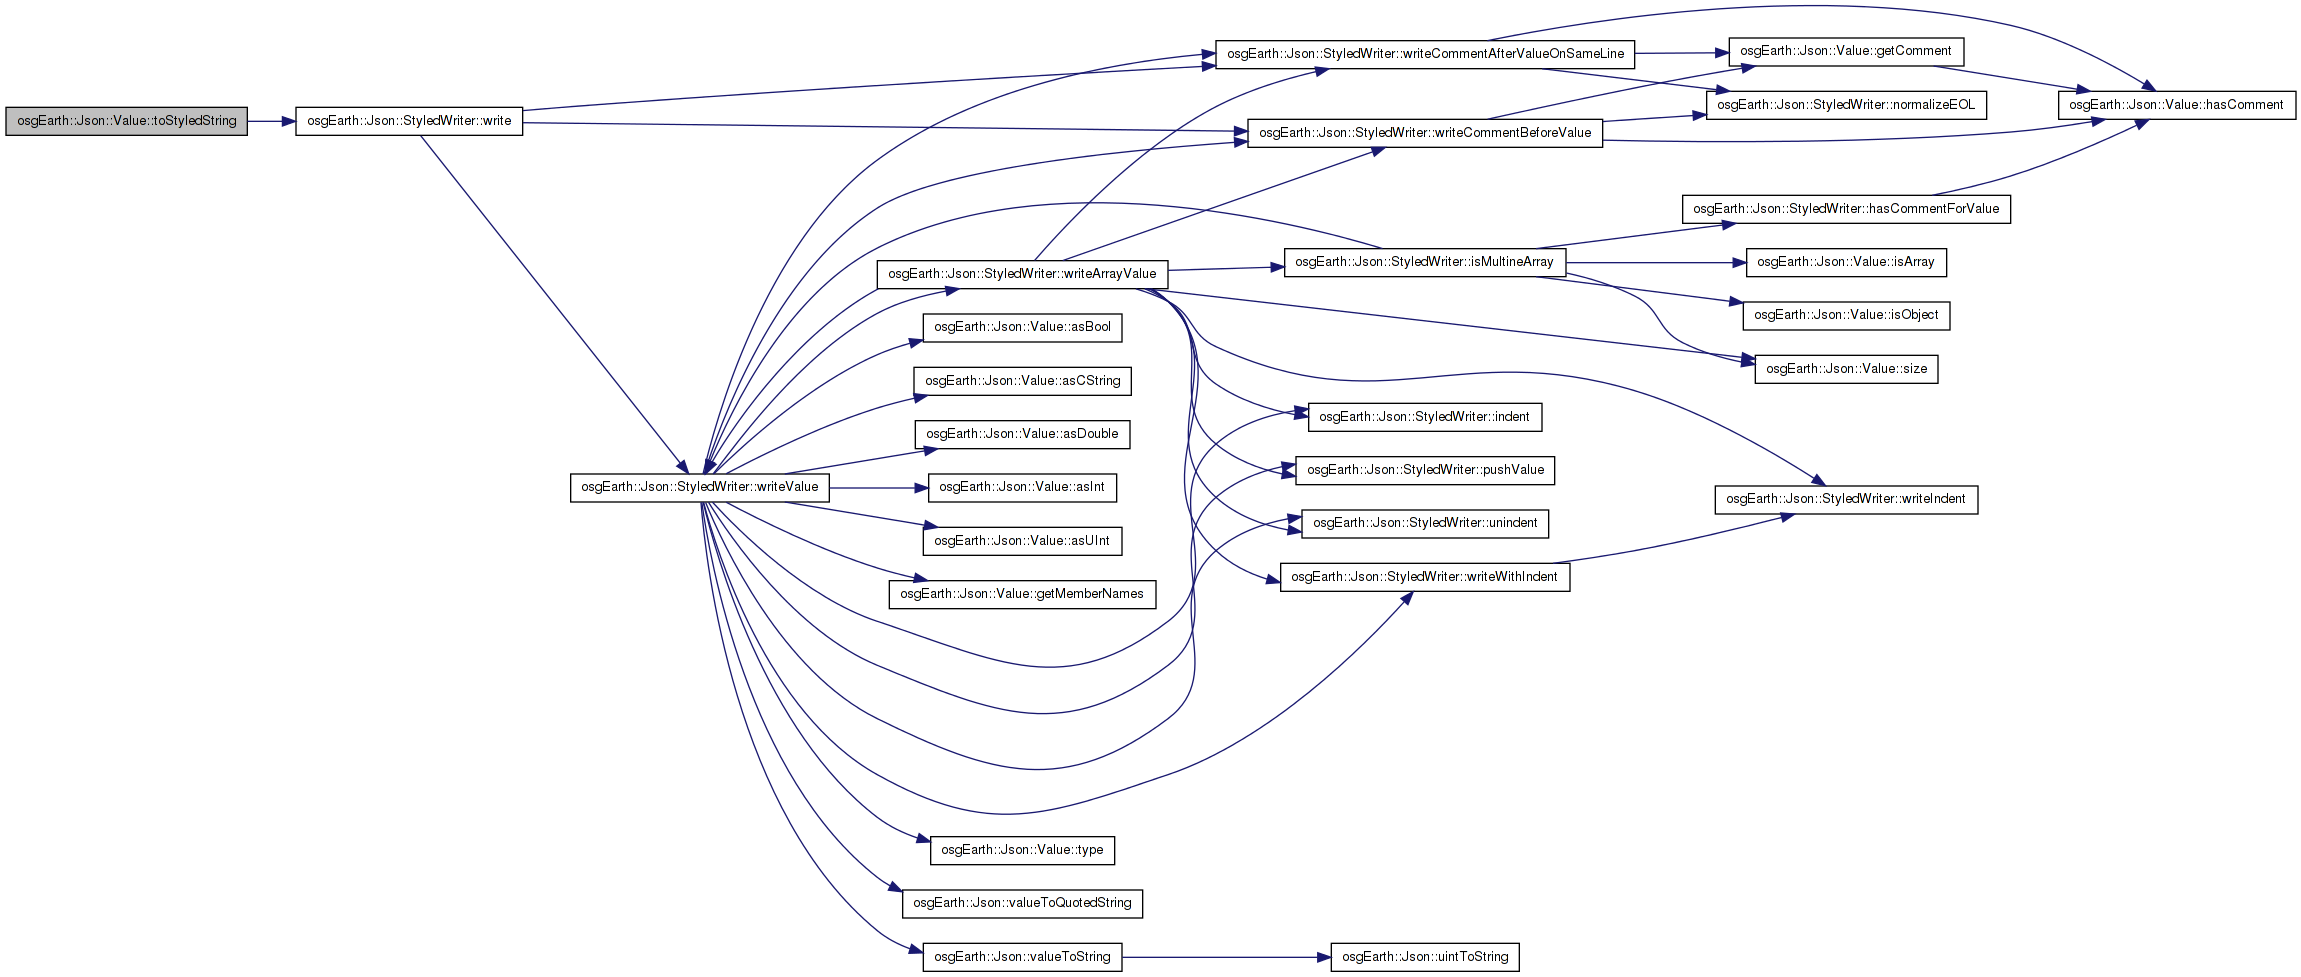 osgEarth::Json::Value::toStyledString
osgEarth::Json::StyledWriter::write
osgEarth::Json::StyledWriter::writeValue
osgEarth::Json::StyledWriter::writeArrayValue
osgEarth::Json::Value::asBool
osgEarth::Json::Value::asCString
osgEarth::Json::Value::asDouble
osgEarth::Json::Value::asInt
osgEarth::Json::Value::asUInt
osgEarth::Json::Value::getMemberNames
osgEarth::Json::Value::type
osgEarth::Json::valueToQuotedString
osgEarth::Json::valueToString
osgEarth::Json::StyledWriter::writeCommentAfterValueOnSameLine
osgEarth::Json::StyledWriter::writeCommentBeforeValue
osgEarth::Json::StyledWriter::isMultineArray
osgEarth::Json::StyledWriter::indent
osgEarth::Json::StyledWriter::pushValue
osgEarth::Json::StyledWriter::unindent
osgEarth::Json::StyledWriter::writeWithIndent
osgEarth::Json::uintToString
osgEarth::Json::Value::getComment
osgEarth::Json::StyledWriter::normalizeEOL
osgEarth::Json::StyledWriter::hasCommentForValue
osgEarth::Json::Value::isArray
osgEarth::Json::Value::isObject
osgEarth::Json::Value::size
osgEarth::Json::StyledWriter::writeIndent
osgEarth::Json::Value::hasComment